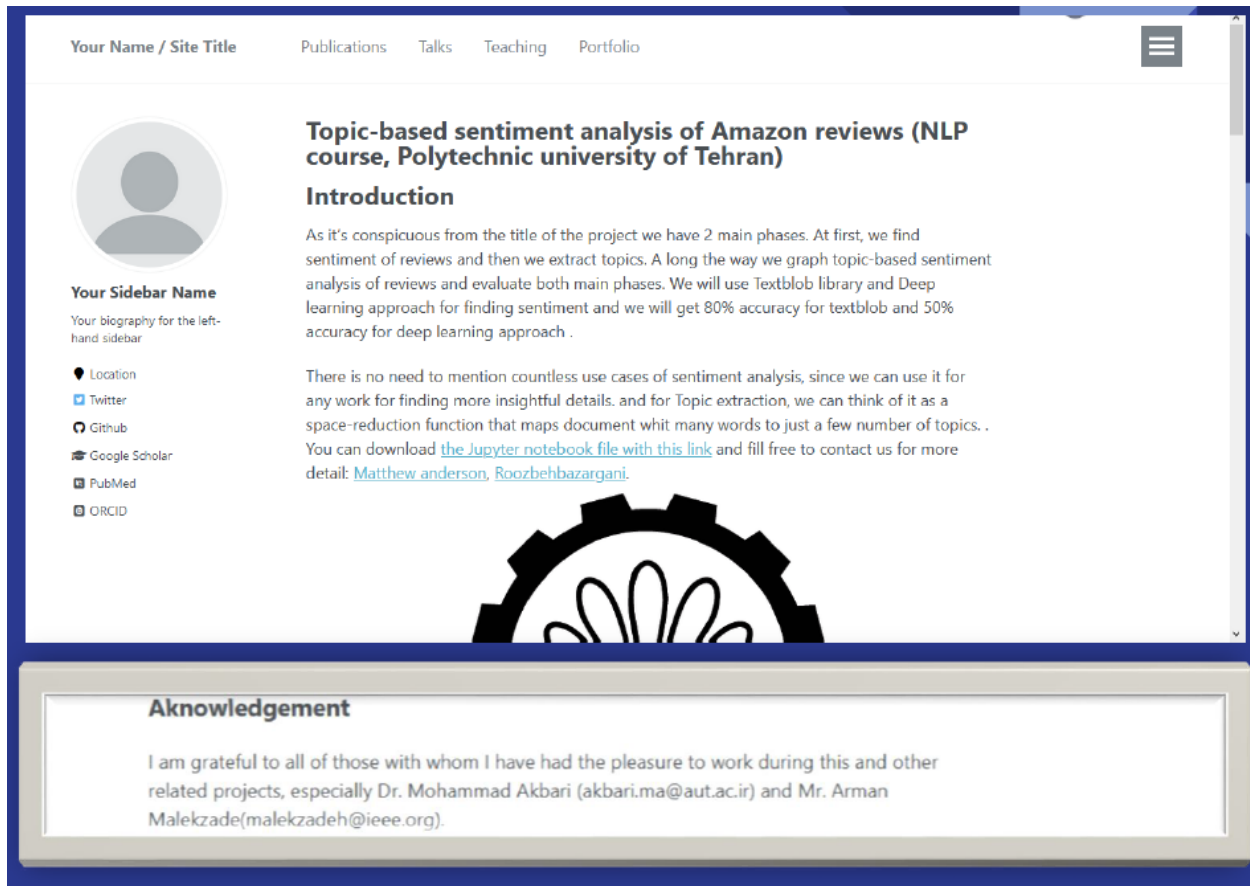 Your Name / Site Title
Publications
Talks
Teaching
Portfolio
Your Sidebar Name
Your biography for the left-
hand sidebar
Location
Twitter
Github
Google Scholar
PubMed
ORCID
Topic-based sentiment analysis of Amazon reviews (NLP
course, Polytechnic university of Tehran)
Introduction
As it's conspicuous from the title of the project we have 2 main phases. At first, we find
sentiment of reviews and then we extract topics. A long the way we graph topic-based sentiment
analysis of reviews and evaluate both main phases. We will use Textblob library and Deep
learning approach for finding sentiment and we will get 80% accuracy for textblob and 50%
accuracy for deep learning approach .
There is no need to mention countless use cases of sentiment analysis, since we can use it for
any work for finding more insightful details. and for Topic extraction, we can think of it as a
space-reduction function that maps document whit many words to just a few number of topics. .
You can download the Jupyter notebook file with this link and fill free to contact us for more
detail: Matthew anderson, Roozbehbazargani.
Aknowledgement
I am grateful to all of those with whom I have had the pleasure to work during this and other
related projects, especially Dr. Mohammad Akbari (akbari.ma@aut.ac.ir) and Mr. Arman
Malekzade(malekzadeh@ieee.org).